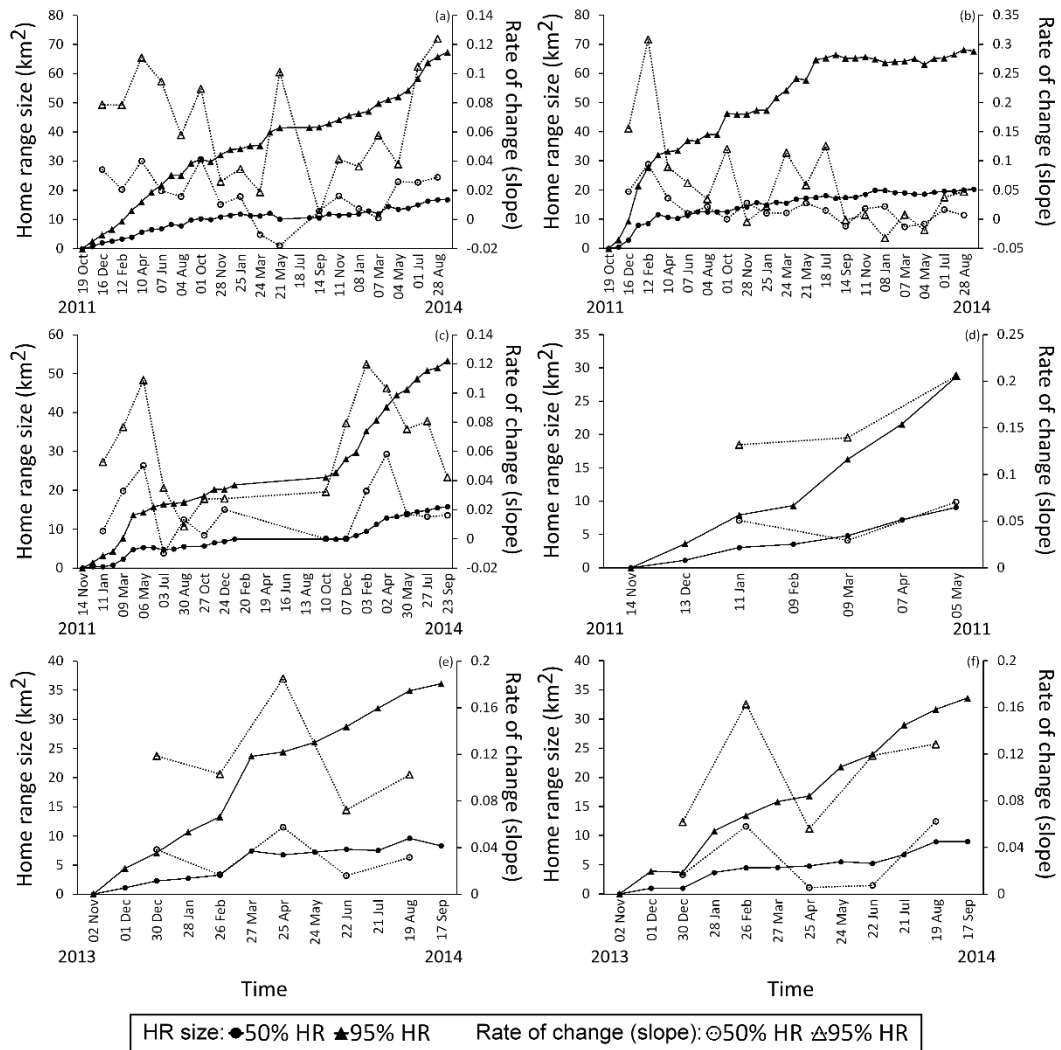 (a)
Home range size (km²)
80
70
60
50
40
30
20
10
0
0.14
0.12
0.1
0.08
0.06
0.04
0.02
0
-0.02
Rate of change (slope)
19 Oct
16 Dec
12 Feb
10 Apr
07 Jun
04 Aug
01 Oct
28 Nov
25 Jan
24 Mar
21 May
18 Jul
14 Sep
11 Nov
08 Jan
07 Mar
04 May
01 Jul
28 Aug
2011
2014
(b)
Home range size (km²)
80
70
60
50
40
30
20
10
0
0.35
0.3
0.25
0.2
0.15
0.1
0.05
0
-0.05
Rate of change (slope)
19 Oct
16 Dec
12 Feb
10 Apr
07 Jun
04 Aug
01 Oct
28 Nov
25 Jan
24 Mar
21 May
18 Jul
14 Sep
11 Nov
08 Jan
07 Mar
04 May
01 Jul
28 Aug
2011
2014
(c)
Home range size (km²)
60
50
40
30
20
10
0
0.14
0.12
0.1
0.08
0.06
0.04
0.02
0
-0.02
Rate of change (slope)
14 Nov
11 Jan
09 Mar
06 May
03 Jul
30 Aug
27 Oct
24 Dec
20 Feb
19 Apr
16 Jun
13 Aug
10 Oct
07 Dec
03 Feb
02 Apr
30 May
27 Jul
23 Sep
2011
2014
(d)
Home range size (km²)
35
30
25
20
15
10
5
0
0.25
0.2
0.15
0.1
0.05
0
Rate of change (slope)
14 Nov
13 Dec
11 Jan
09 Feb
09 Mar
07 Apr
05 May
2011
2011
(e)
Home range size (km²)
40
35
30
25
20
15
10
5
0
0.2
0.16
0.12
0.08
0.04
0
Rate of change (slope)
02 Nov
01 Dec
30 Dec
28 Jan
26 Feb
27 Mar
25 Apr
24 May
22 Jun
21 Jul
19 Aug
17 Sep
2013
2014
Time
(f)
Home range size (km²)
40
35
30
25
20
15
10
5
0
0.2
0.16
0.12
0.08
0.04
0
Rate of change (slope)
02 Nov
01 Dec
30 Dec
28 Jan
26 Feb
27 Mar
25 Apr
24 May
22 Jun
21 Jul
19 Aug
17 Sep
2013
2014
Time
HR size: 50% HR 95% HR Rate of change (slope): 50% HR 95% HR